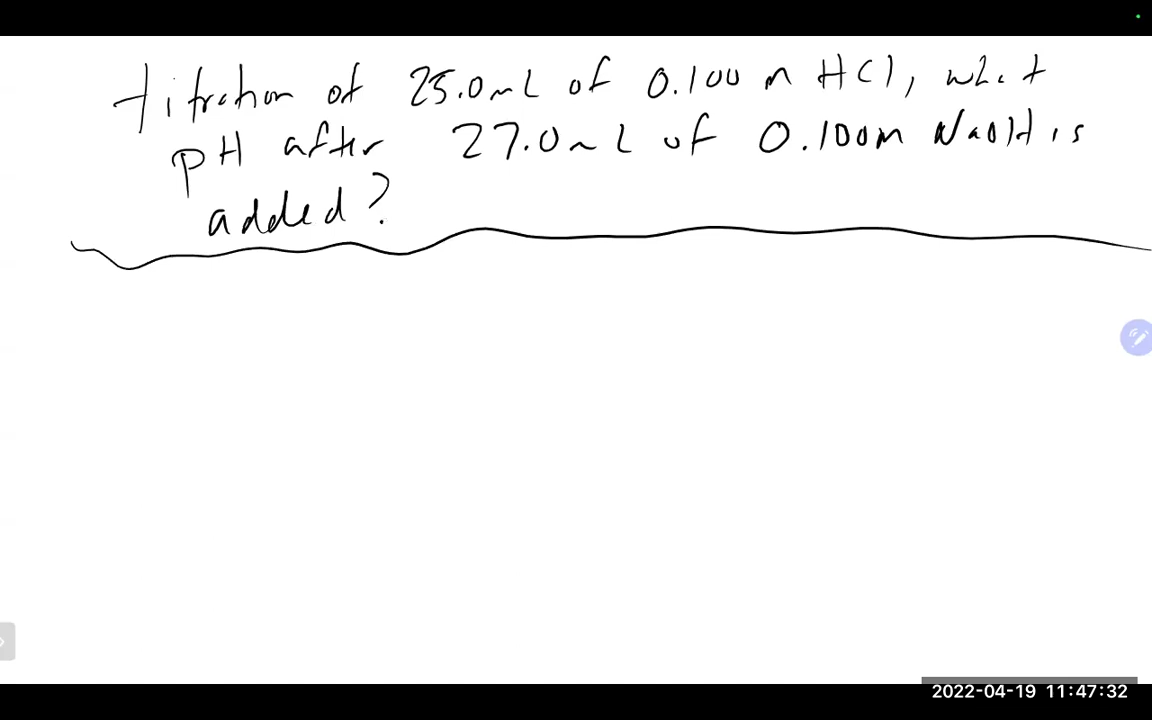 titration of 25.0mL of 0.100 m HCl, what
pH after 27.0mL of 0.100m NaOH is
added?
2022-04-19 11:47:32